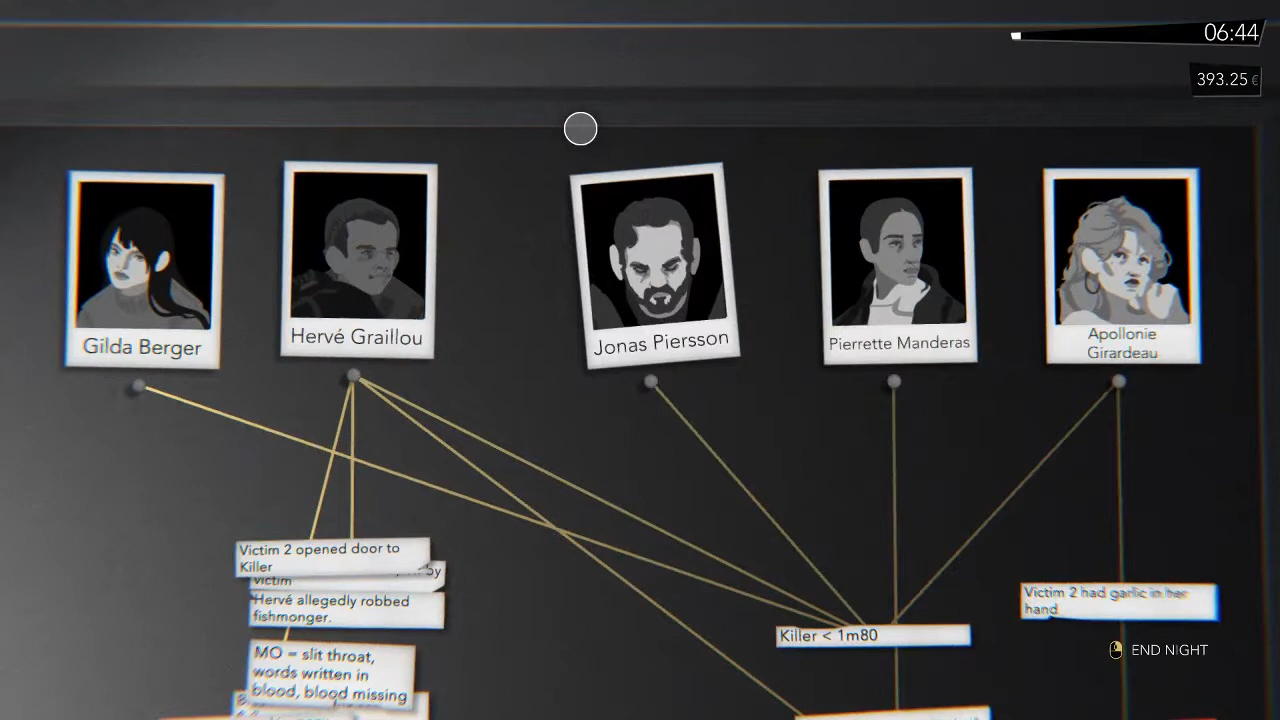 06:44
393.25 €
Gilda Berger
Hervé Graillou
Jonas Piersson
Pierrette Manderas
Apollonie
Girardeau
Victim 2 opened door to
Killer
by
victim
Hervé allegedly robbed
fishmonger.
MO = slit throat,
words written in
blood, blood missing
Killer < 1m80
Victim 2 had garlic in her
hand
END NIGHT